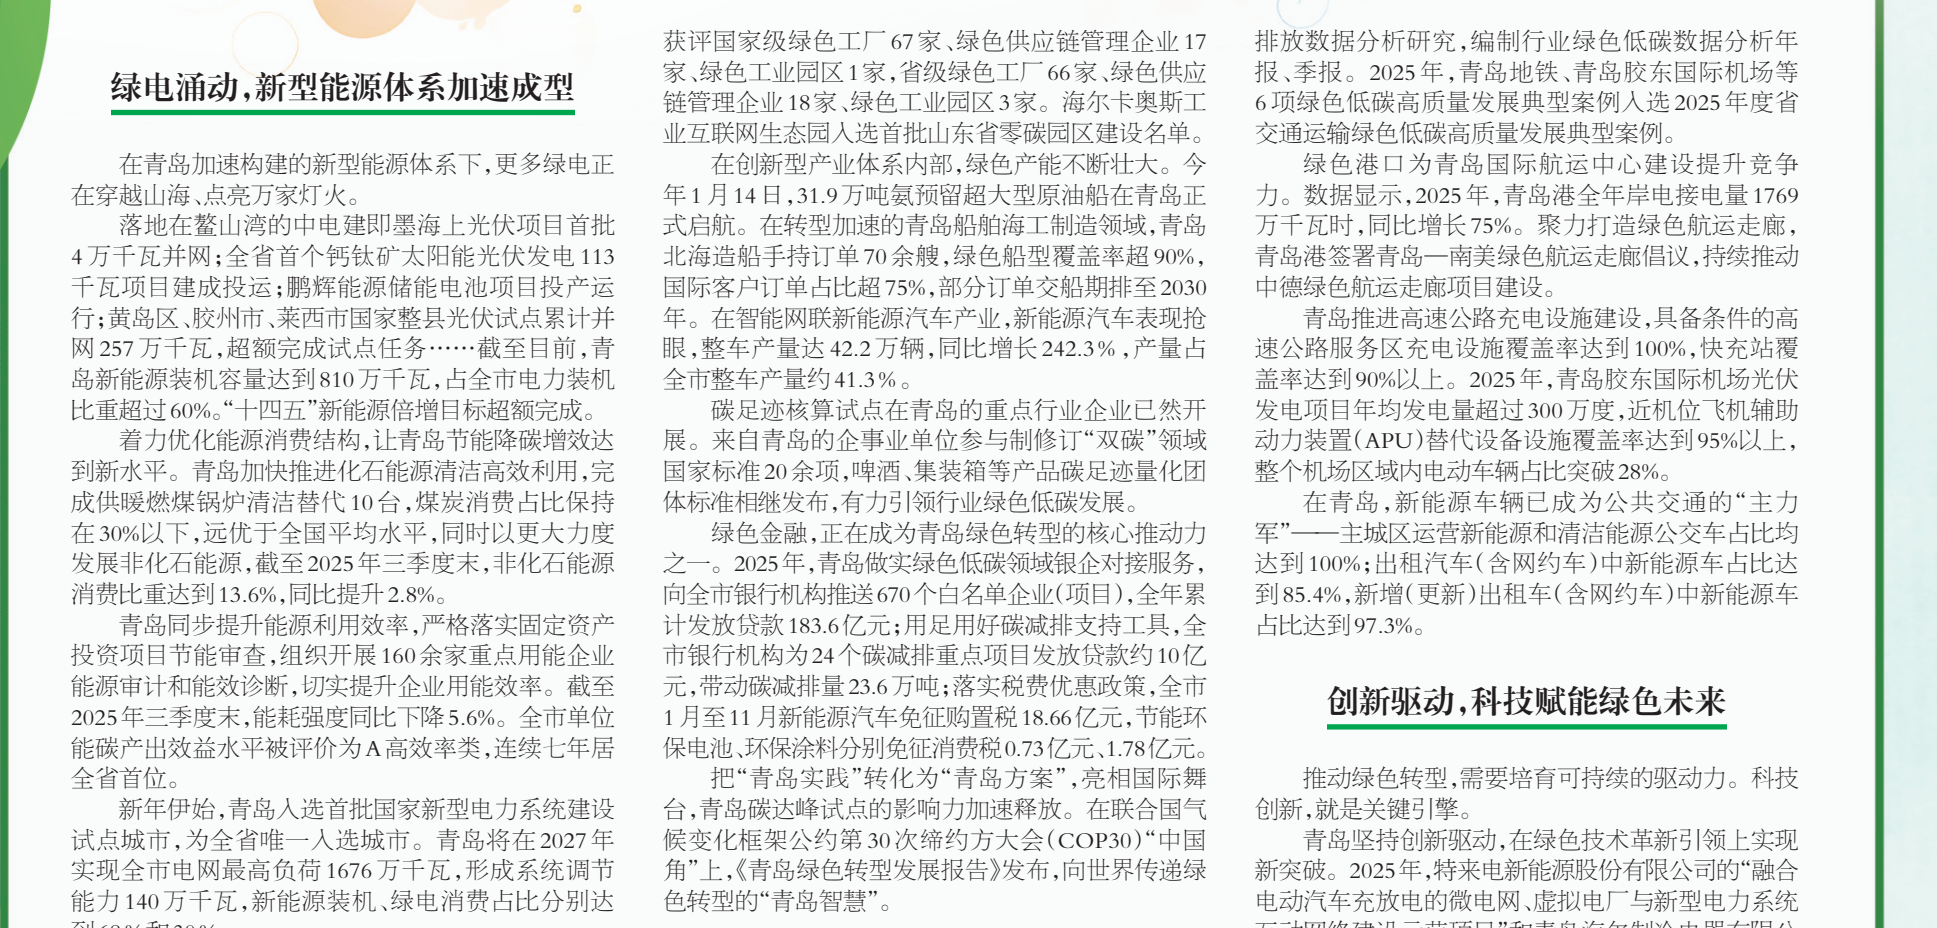 绿电涌动,新型能源体系加速成型
在青岛加速构建的新型能源体系下,更多绿电正
在穿越山海、点亮万家灯火。
落地在鳌山湾的中电建即墨海上光伏项目首批
4万千瓦并网;全省首个钙钛矿太阳能光伏发电113
千瓦项目建成投运;鹏辉能源储能电池项目投产运
行;黄岛区、胶州市、莱西市国家整县光伏试点累计并
网257万千瓦,超额完成试点任务……截至目前,青
岛新能源装机容量达到810万千瓦,占全市电力装机
比重超过60%。“十四五”新能源倍增目标超额完成。
着力优化能源消费结构,让青岛节能降碳增效达
到新水平。青岛加快推进化石能源清洁高效利用,完
成供暖燃煤锅炉清洁替代10台,煤炭消费占比保持
在30%以下,远优于全国平均水平,同时以更大力度
发展非化石能源,截至2025年三季度末,非化石能源
消费比重达到13.6%,同比提升2.8%。
青岛同步提升能源利用效率,严格落实固定资产
投资项目节能审查,组织开展160余家重点用能企业
能源审计和能效诊断,切实提升企业用能效率。截至
2025年三季度末,能耗强度同比下降5.6%。全市单位
能碳产出效益水平被评价为A高效率类,连续七年居
全省首位。
新年伊始,青岛入选首批国家新型电力系统建设
试点城市,为全省唯一入选城市。青岛将在2027年
实现全市电网最高负荷1676万千瓦,形成系统调节
能力140万千瓦,新能源装机、绿电消费占比分别达
获评国家级绿色工厂67家、绿色供应链管理企业17
家、绿色工业园区1家,省级绿色工厂66家、绿色供应
链管理企业18家、绿色工业园区3家。海尔卡奥斯工
业互联网生态园入选首批山东省零碳园区建设名单。
在创新型产业体系内部,绿色产能不断壮大。今
年1月14日,31.9万吨氨预留超大型原油船在青岛正
式启航。在转型加速的青岛船舶海工制造领域,青岛
北海造船手持订单70余艘,绿色船型覆盖率超90%,
国际客户订单占比超75%,部分订单交船期排至2030
年。在智能网联新能源汽车产业,新能源汽车表现抢
眼,整车产量达42.2万辆,同比增长242.3%,产量占
全市整车产量约41.3%。
碳足迹核算试点在青岛的重点行业企业已然开
展。来自青岛的企事业单位参与制修订“双碳”领域
国家标准20余项,啤酒、集装箱等产品碳足迹量化团
体标准相继发布,有力引领行业绿色低碳发展。
绿色金融,正在成为青岛绿色转型的核心推动力
之一。2025年,青岛做实绿色低碳领域银企对接服务,
向全市银行机构推送670个白名单企业(项目),全年累
计发放贷款183.6亿元;用足用好碳减排支持工具,全
市银行机构为24个碳减排重点项目发放贷款约10亿
元,带动碳减排量23.6万吨;落实税费优惠政策,全市
1月至11月新能源汽车免征购置税18.66亿元,节能环
保电池、环保涂料分别免征消费税0.73亿元、1.78亿元。
把“青岛实践”转化为“青岛方案”,亮相国际舞
台,青岛碳达峰试点的影响力加速释放。在联合国气
候变化框架公约第30次缔约方大会(COP30)“中国
角”上,《青岛绿色转型发展报告》发布,向世界传递绿
色转型的“青岛智慧”。
排放数据分析研究,编制行业绿色低碳数据分析年
报、季报。2025年,青岛地铁、青岛胶东国际机场等
6项绿色低碳高质量发展典型案例入选2025年度省
交通运输绿色低碳高质量发展典型案例。
绿色港口为青岛国际航运中心建设提升竞争
力。数据显示,2025年,青岛港全年岸电接电量1769
万千瓦时,同比增长75%。聚力打造绿色航运走廊,
青岛港签署青岛—南美绿色航运走廊倡议,持续推动
中德绿色航运走廊项目建设。
青岛推进高速公路充电设施建设,具备条件的高
速公路服务区充电设施覆盖率达到100%,快充站覆
盖率达到90%以上。2025年,青岛胶东国际机场光伏
发电项目年均发电量超过300万度,近机位飞机辅助
动力装置(APU)替代设备设施覆盖率达到95%以上,
整个机场区域内电动车辆占比突破28%。
在青岛,新能源车辆已成为公共交通的“主力
军”——主城区运营新能源和清洁能源公交车占比均
达到100%;出租汽车(含网约车)中新能源车占比达
到85.4%,新增(更新)出租车(含网约车)中新能源车
占比达到97.3%。
创新驱动,科技赋能绿色未来
推动绿色转型,需要培育可持续的驱动力。科技
创新,就是关键引擎。
青岛坚持创新驱动,在绿色技术革新引领上实现
新突破。2025年,特来电新能源股份有限公司的“融合
电动汽车充放电的微电网、虚拟电厂与新型电力系统